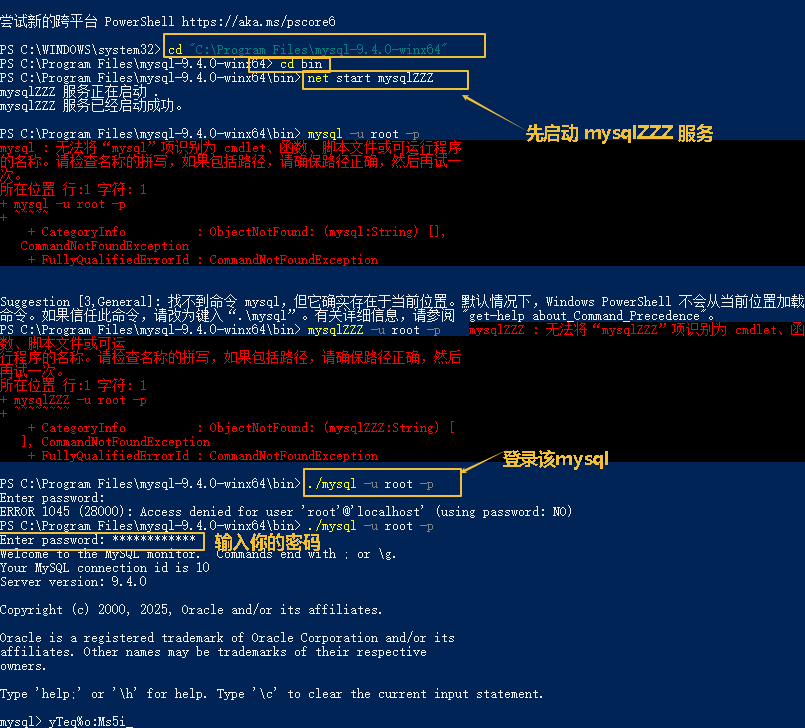 尝试新的跨平台 PowerShell https://aka.ms/pscore6
PS C:\WINDOWS\system32> cd "C:\Program Files\mysql-9.4.0-winx64"
PS C:\Program Files\mysql-9.4.0-winx64> cd bin
PS C:\Program Files\mysql-9.4.0-winx64\bin> net start mysqlZZZ
mysqlZZZ 服务正在启动 .
mysqlZZZ 服务已经启动成功。
先启动 mysqlZZZ 服务
PS C:\Program Files\mysql-9.4.0-winx64\bin> mysql -u root -p
mysql : 无法将“mysql”项识别为 cmdlet、函数、脚本文件或可运行程序
的名称。请检查名称的拼写，如果包括路径，请确保路径正确，然后再试一
次。
所在位置 行:1 字符: 1
+ mysql -u root -p
+ ~~~~~
+ CategoryInfo : ObjectNotFound: (mysql:String) [],
CommandNotFoundException
+ FullyQualifiedErrorId : CommandNotFoundException
Suggestion [3,General]: 找不到命令 mysql，但它确实存在于当前位置。默认情况下，Windows PowerShell 不会从当前位置加载
命令。如果信任此命令，请改为键入“.\mysql”。有关详细信息，请参阅 "get-help about_Command_Precedence"。
PS C:\Program Files\mysql-9.4.0-winx64\bin> mysqlZZZ -u root -p mysqlZZZ : 无法将“mysqlZZZ”项识别为 cmdlet、函
数、脚本文件或可运
行程序的名称。请检查名称的拼写，如果包括路径，请确保路径正确，然后
再试一次。
所在位置 行:1 字符: 1
+ mysqlZZZ -u root -p
+ ~~~~~~~~
+ CategoryInfo : ObjectNotFound: (mysqlZZZ:String) [
], CommandNotFoundException
+ FullyQualifiedErrorId : CommandNotFoundException
登录该mysql
PS C:\Program Files\mysql-9.4.0-winx64\bin> ./mysql -u root -p
Enter password:
ERROR 1045 (28000): Access denied for user 'root'@'localhost' (using password: NO)
PS C:\Program Files\mysql-9.4.0-winx64\bin> ./mysql -u root -p
Enter password: ************
输入你的密码
Welcome to the MySQL monitor.  Commands end with ; or \g.
Your MySQL connection id is 10
Server version: 9.4.0
Copyright (c) 2000, 2025, Oracle and/or its affiliates.
Oracle is a registered trademark of Oracle Corporation and/or its
affiliates. Other names may be trademarks of their respective
owners.
Type 'help;' or '\h' for help. Type '\c' to clear the current input statement.
mysql> yTeq%o:Ms5i_